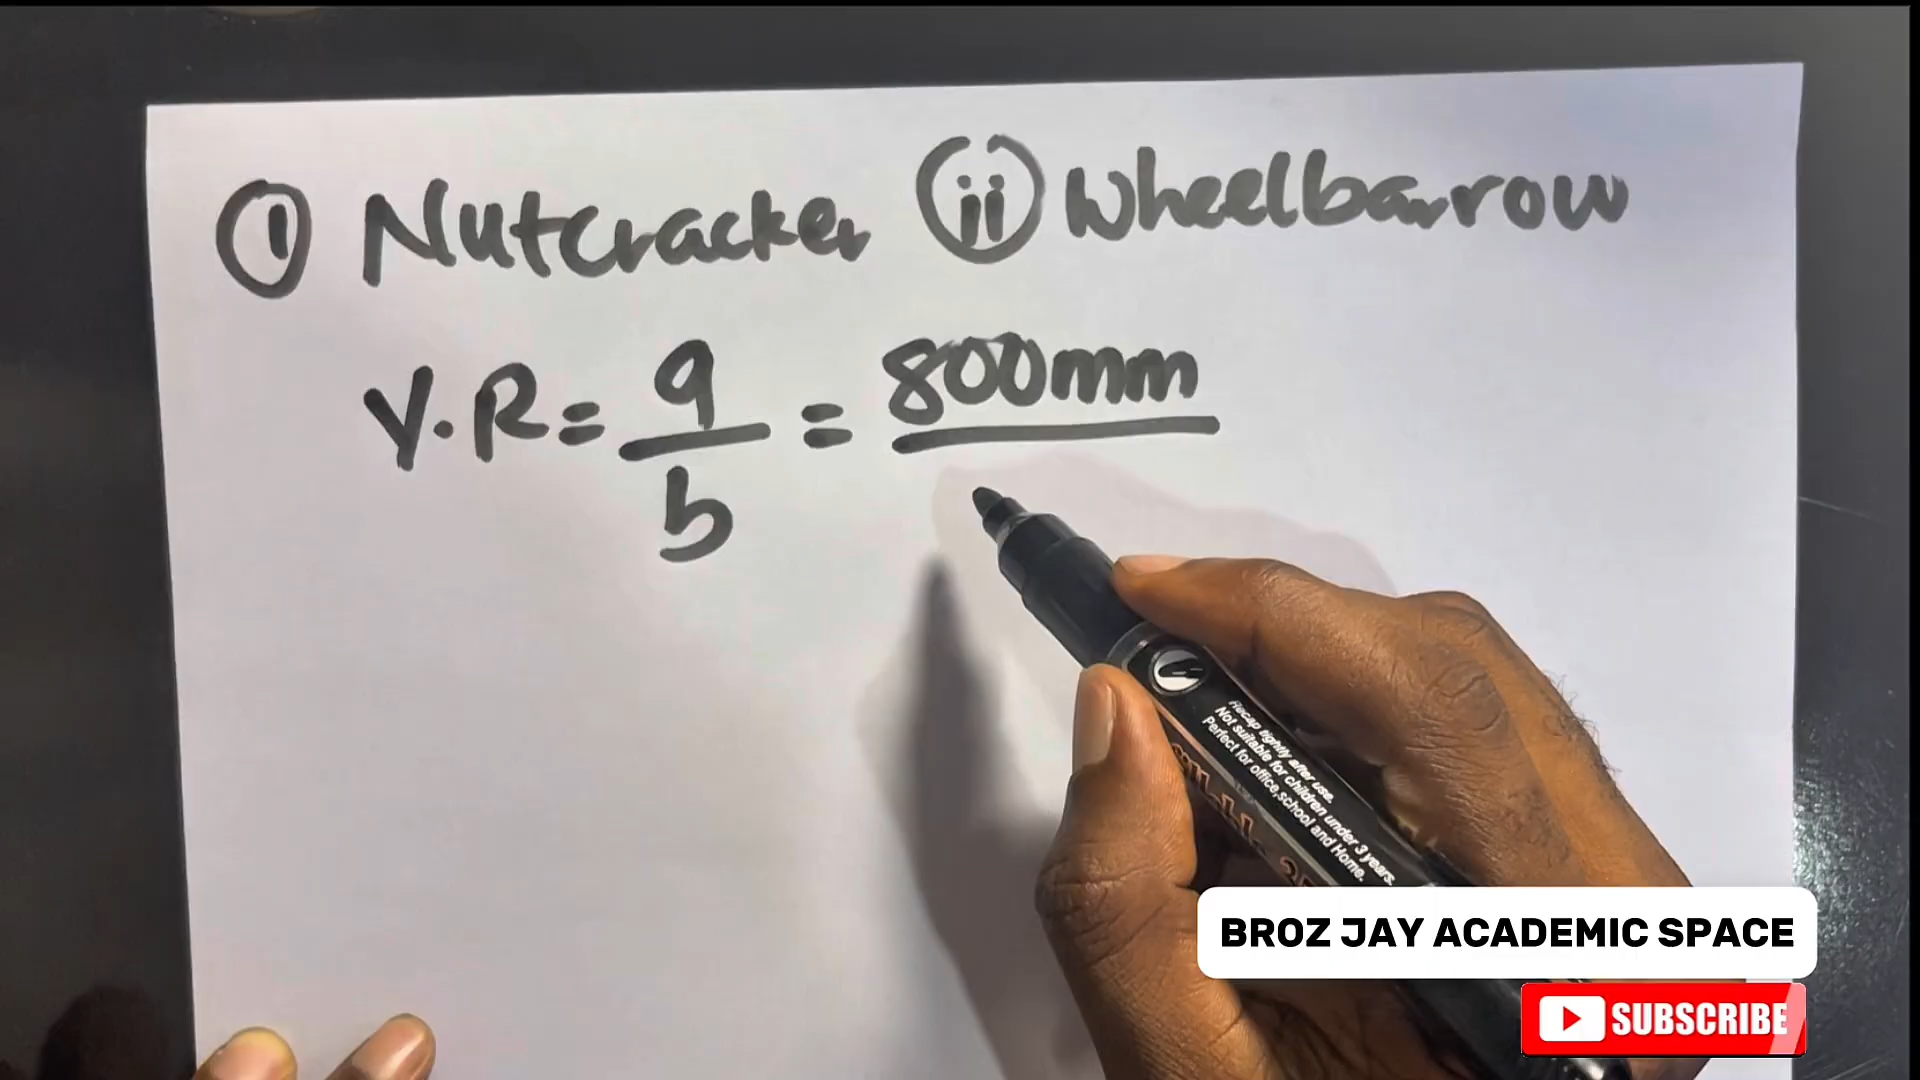 ① Nutcracker (ii) Wheelbarrow
V.R = a/b = 800mm
Recap tightly after use.
Not suitable for children under 3 years.
Perfect for office,school and Home.
BROZ JAY ACADEMIC SPACE
SUBSCRIBE